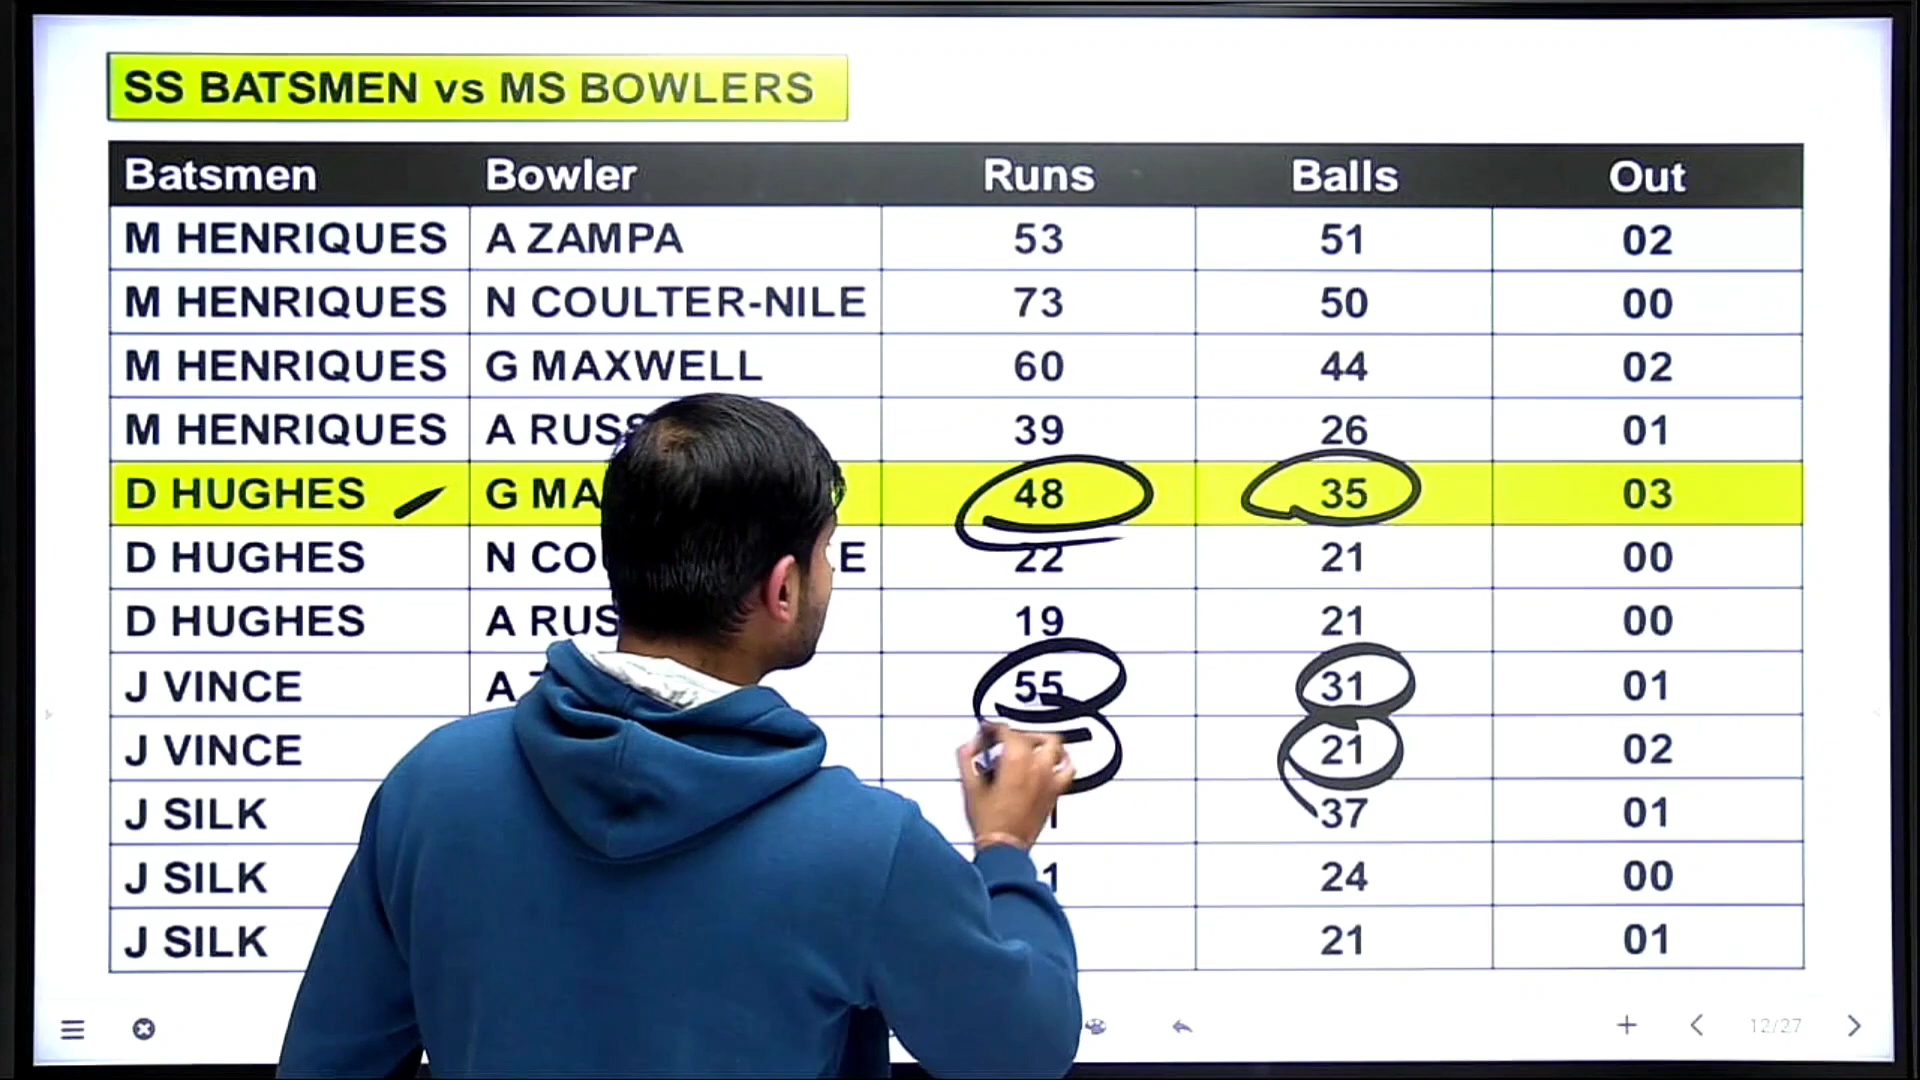 SS BATSMEN vs MS BOWLERS
Batsmen Bowler Runs Balls Out
M HENRIQUES A ZAMPA 53 51 02
M HENRIQUES N COULTER-NILE 73 50 00
M HENRIQUES G MAXWELL 60 44 02
M HENRIQUES A 39 26 01
D HUGHES G 48 35 03
D HUGHES N 22 21 00
D HUGHES A 19 21 00
J VINCE A 55 31 01
J VINCE 21 02
J SILK 37 01
J SILK 24 00
J SILK 21 01
12/27